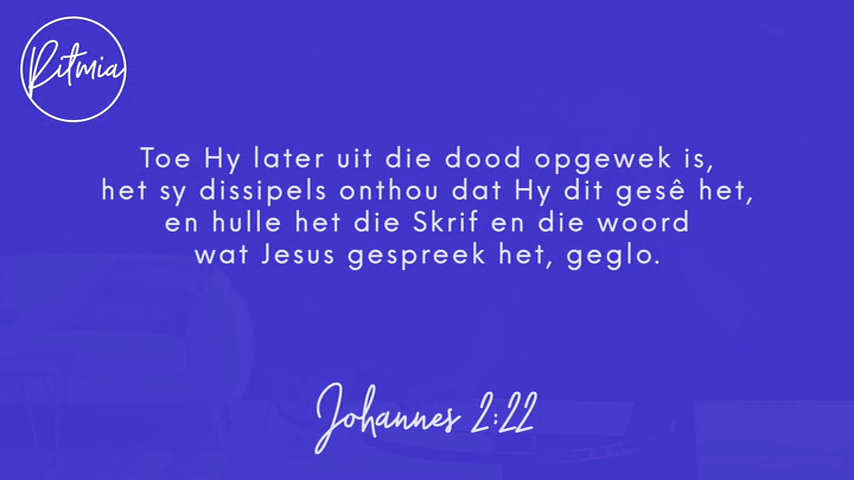 Ritmia
Toe Hy later uit die dood opgewek is,
het sy dissipels onthou dat Hy dit gesê het,
en hulle het die Skrif en die woord
wat Jesus gespreek het, geglo.
Johannes 2:22